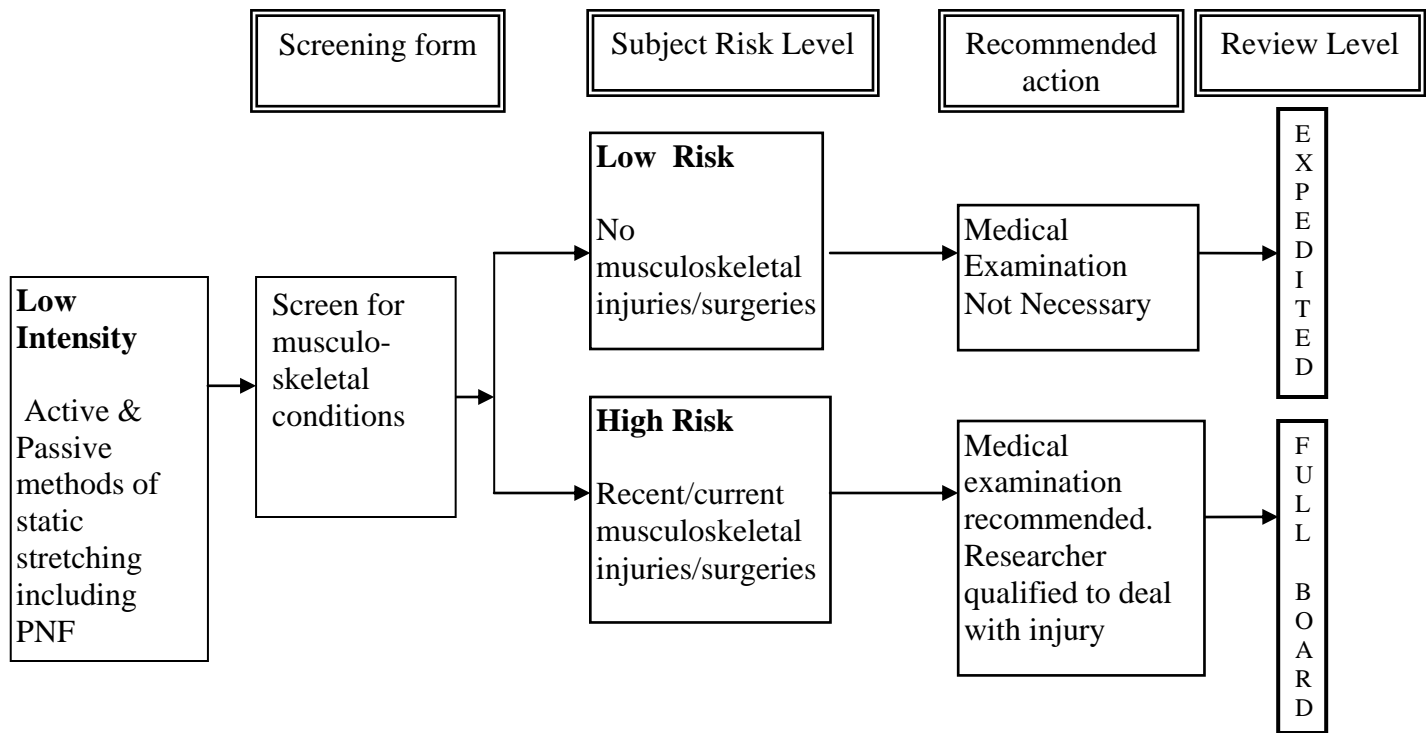 Screening form
Subject Risk Level
Recommended
action
Review Level
Low
Intensity
Active &
Passive
methods of
static
stretching
including
PNF
Screen for
musculo-
skeletal
conditions
Low Risk
No
musculoskeletal
injuries/surgeries
Medical
Examination
Not Necessary
E
X
P
E
D
I
T
E
D
High Risk
Recent/current
musculoskeletal
injuries/surgeries
Medical
examination
recommended.
Researcher
qualified to deal
with injury
F
U
L
L
B
O
A
R
D